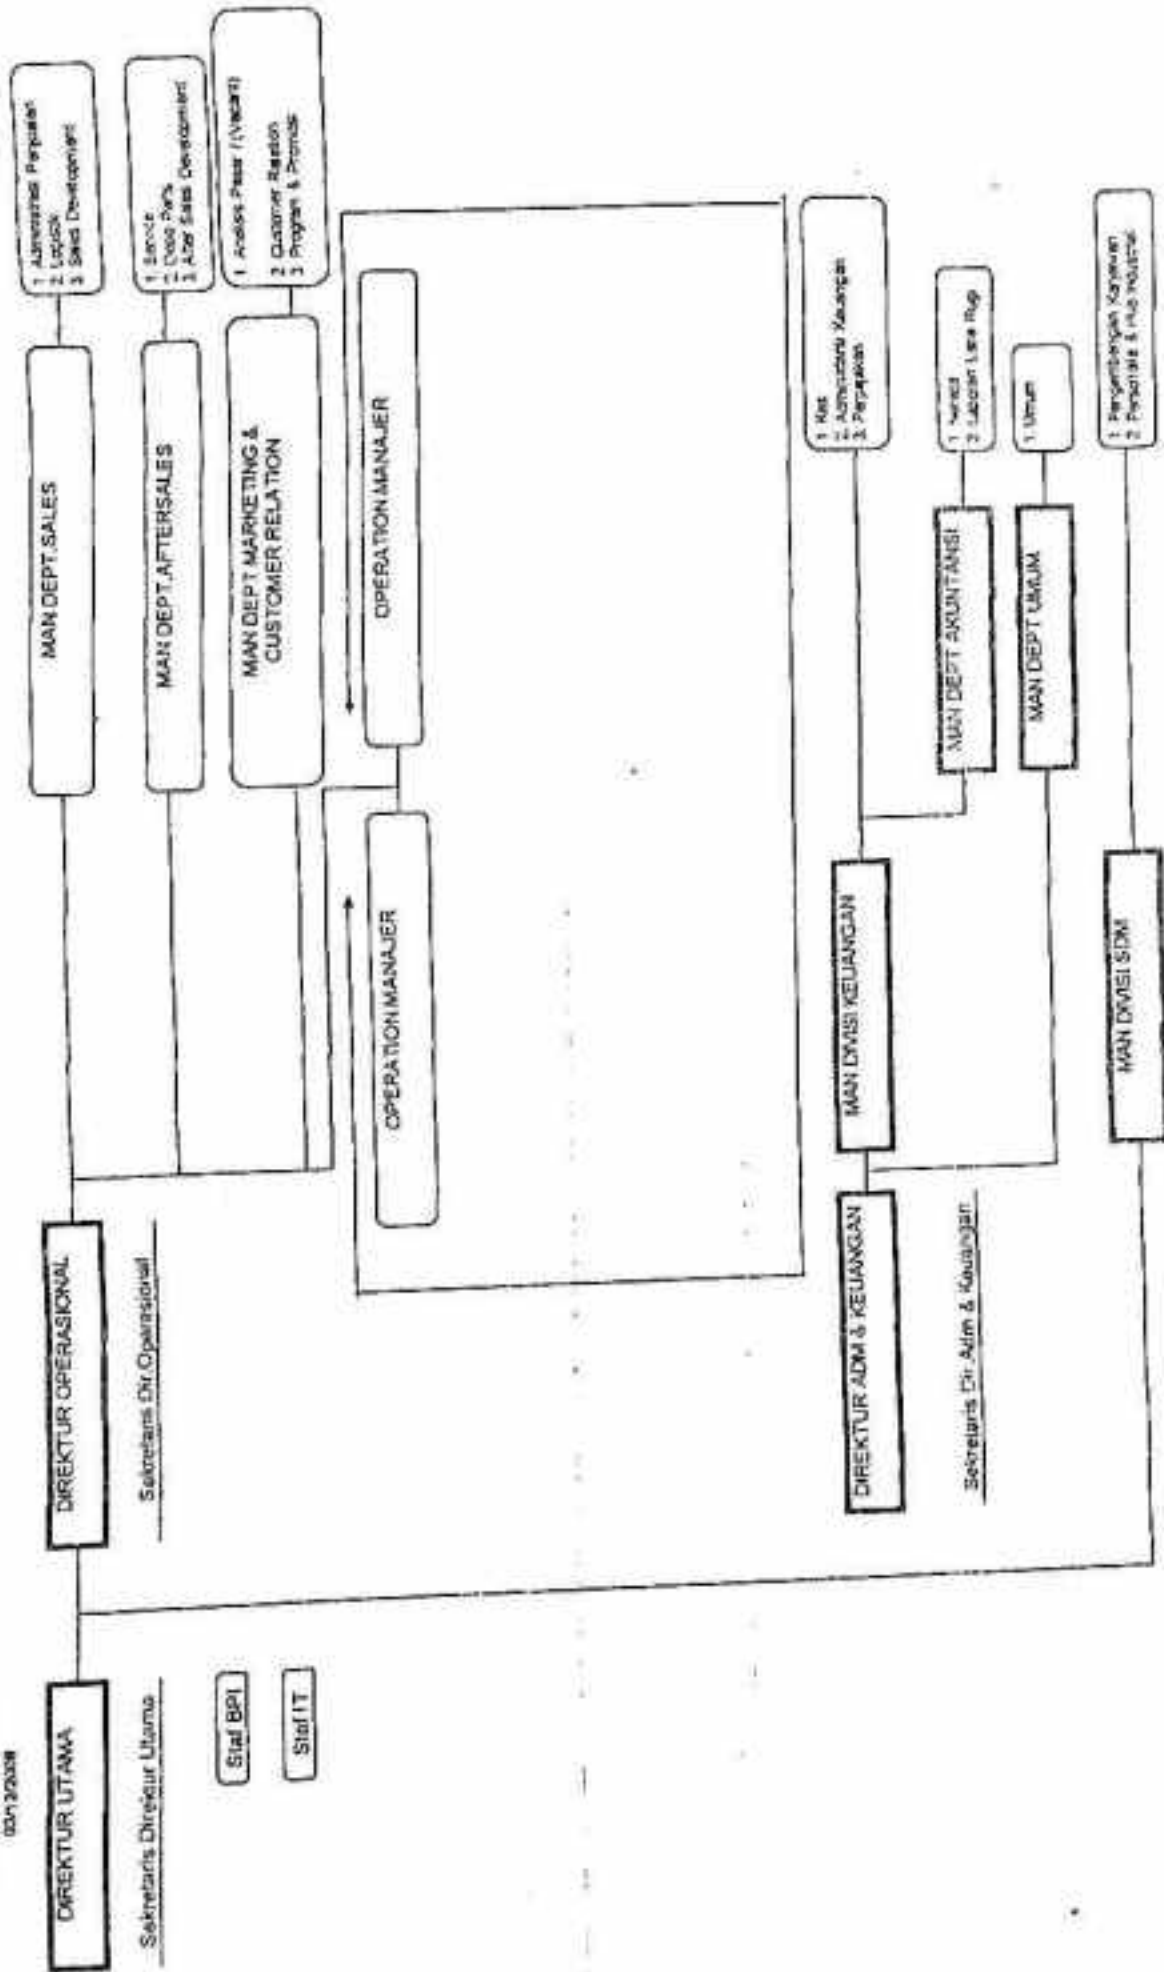 DIREKTUR UTAMA
Sekretaris Direktur Utama
Staf BPI
Staf IT
DIREKTUR OPERASIONAL
Sekretaris Dir.Operasional
MAN.DEPT.SALES
1 Administrasi Penjualan
2 Logistik
3 Sales Development
MAN DEPT.AFTERSALES
1 Service
2 Depo Parts
3 After Sales Development
MAN DEPT MARKETING &
CUSTOMER RELATION
1 Analisis Pasar / (Vacant)
2 Customer Relation
3 Program & Promosi
OPERATION MANAJER
OPERATION MANAJER
DIREKTUR ADM & KEUANGAN
Sekretaris Dir.Adm & Keuangan
MAN DIVISI KEUANGAN
1 Kas
2 Administrasi Keuangan
3 Perpajakan
MAN DEPT AKUNTANSI
1 Neraca
2 Laporan Laba Rugi
MAN DEPT UMUM
1 Umum
MAN DIVISI SDM
1 Pengembangan Karyawan
2 Personalia & Hub Industrial